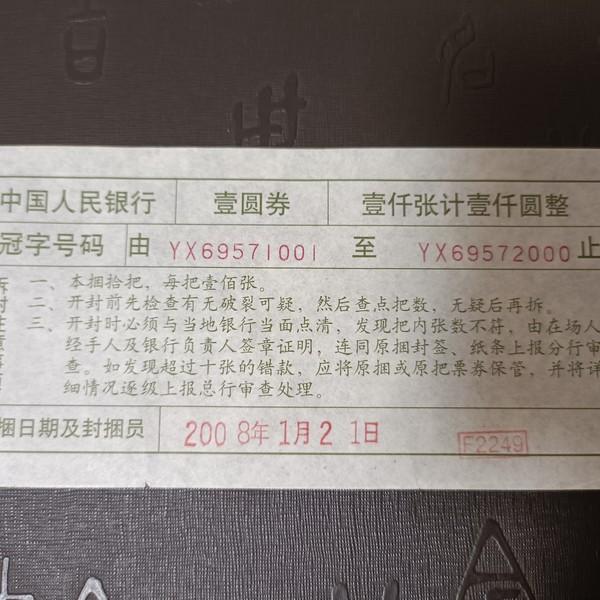 中国人民银行 壹圆券 壹仟张计壹仟圆整
冠字号码 由 YX69571001 至 YX69572000 止
一、本捆拾把，每把壹佰张。
二、开封前先检查有无破裂可疑，然后查点把数，无疑后再拆。
三、开封时必须与当地银行当面点清，发现把内张数不符，由在场人
经手人及银行负责人签章证明，连同原捆封签、纸条上报分行审
查。如发现超过十张的错款，应将原捆或原把票券保管，并将详
细情况逐级上报总行审查处理。
捆日期及封捆员 2008年1月21日 F2249